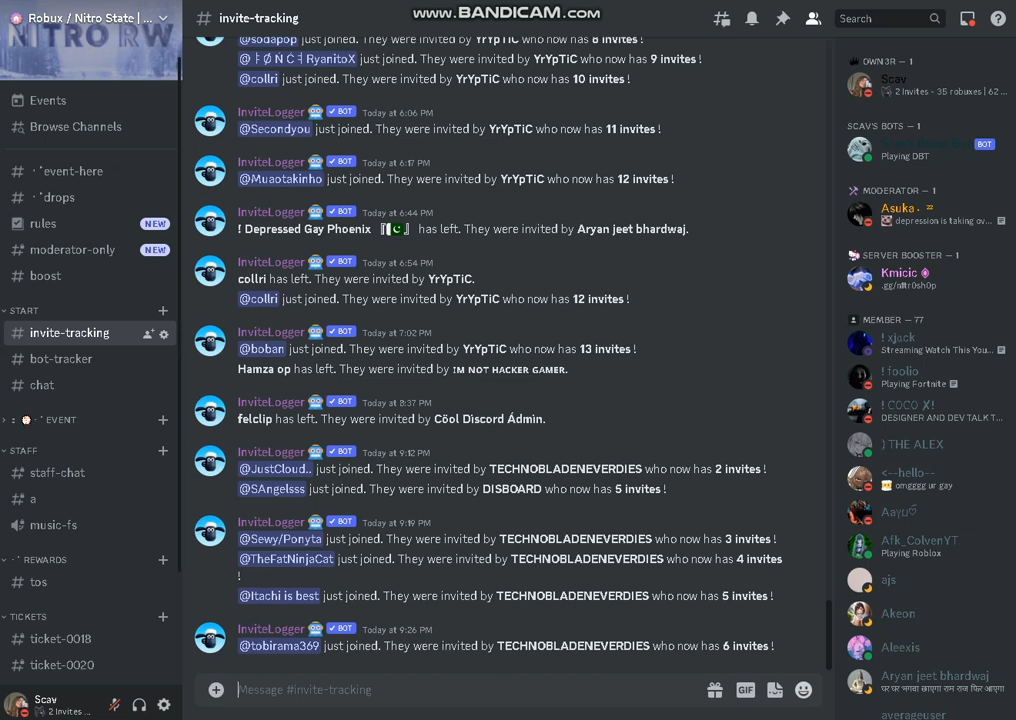 Robux / Nitro State | ...
NITRO RW
Events
Browse Channels
event-here
drops
rules NEW
moderator-only NEW
boost
START
invite-tracking
bot-tracker
chat
EVENT
STAFF
staff-chat
a
music-fs
REWARDS
tos
TICKETS
ticket-0018
ticket-0020
Scav
2 Invites ...
# invite-tracking
www.BANDICAM.com
Search
@sodapop just joined. They were invited by YrYpTiC who now has 8 invites !
RyanitoX just joined. They were invited by YrYpTiC who now has 9 invites !
@collri just joined. They were invited by YrYpTiC who now has 10 invites !
InviteLogger BOT Today at 6:06 PM
@Secondyou just joined. They were invited by YrYpTiC who now has 11 invites !
InviteLogger BOT Today at 6:17 PM
@Muaotakinho just joined. They were invited by YrYpTiC who now has 12 invites !
InviteLogger BOT Today at 6:44 PM
! Depressed Gay Phoenix 『🇵🇰』 has left. They were invited by Aryan jeet bhardwaj.
InviteLogger BOT Today at 6:54 PM
collri has left. They were invited by YrYpTiC.
@collri just joined. They were invited by YrYpTiC who now has 12 invites !
InviteLogger BOT Today at 7:02 PM
@boban just joined. They were invited by YrYpTiC who now has 13 invites !
Hamza op has left. They were invited by !M NOT HACKER GAMER.
InviteLogger BOT Today at 8:37 PM
felclip has left. They were invited by Cöol Discord Ádmin.
InviteLogger BOT Today at 9:12 PM
@JustCloud.. just joined. They were invited by TECHNOBLADENEVERDIES who now has 2 invites !
@SAngelsss just joined. They were invited by DISBOARD who now has 5 invites !
InviteLogger BOT Today at 9:19 PM
@Sewy/Ponyta just joined. They were invited by TECHNOBLADENEVERDIES who now has 3 invites !
@TheFatNinjaCat just joined. They were invited by TECHNOBLADENEVERDIES who now has 4 invites
!
@Itachi is best just joined. They were invited by TECHNOBLADENEVERDIES who now has 5 invites !
InviteLogger BOT Today at 9:26 PM
@tobirama369 just joined. They were invited by TECHNOBLADENEVERDIES who now has 6 invites !
Message #invite-tracking
GIF
OWN3R — 1
Scav
2 Invites - 35 robuxes | 62 ...
SCAV'S BOTS — 1
BOT
Playing DBT
MODERATOR — 1
Asuka
depression is taking ov...
SERVER BOOSTER — 1
Kmicic
.gg/nttr0sh0p
MEMBER — 77
! xjack
Streaming Watch This You...
! foolio
Playing Fortnite
! COCO X!
DESIGNER AND DEV TALK T...
) THE ALEX
<--hello--
omgggg ur gay
Aaγυ♡
Afk_ColvenYT
Playing Roblox
ajs
Akeon
Aleexis
Aryan jeet bhardwaj
averageuser